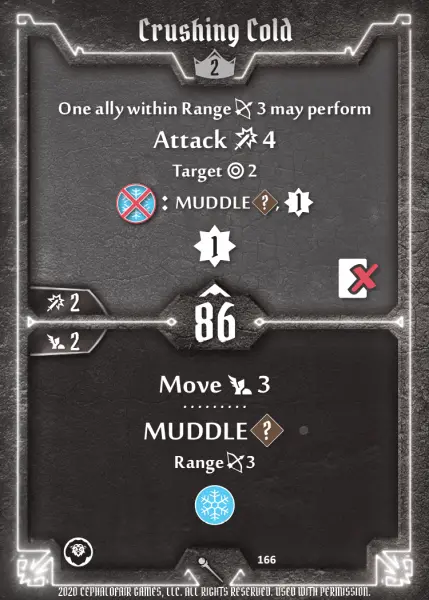 Crushing Cold
2
One ally within Range 3 may perform
Attack 4
Target 2
: MUDDLE ?, 1
1
2
86
2
Move 3
MUDDLE ?
Range 3
166
2020 CEPHALOFAIR GAMES, LLC. ALL RIGHTS RESERVED. USED WITH PERMISSION.